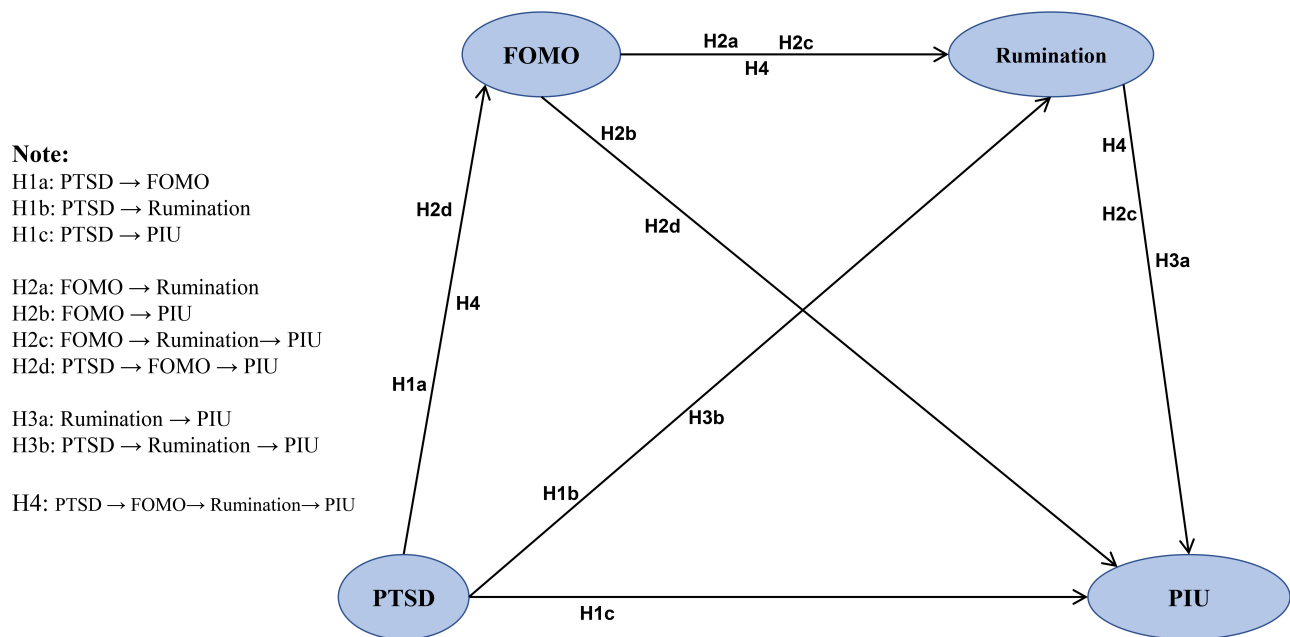 FOMO
H2a H2c
H4
Rumination
H2b
H4
Note:
H1a: PTSD → FOMO
H1b: PTSD → Rumination
H1c: PTSD → PIU
H2d
H2d
H2c
H3a
H2a: FOMO → Rumination
H2b: FOMO → PIU
H2c: FOMO → Rumination→ PIU
H2d: PTSD → FOMO → PIU
H4
H1a
H3a: Rumination → PIU
H3b: PTSD → Rumination → PIU
H3b
H4: PTSD → FOMO→ Rumination→ PIU
H1b
PTSD
H1c
PIU